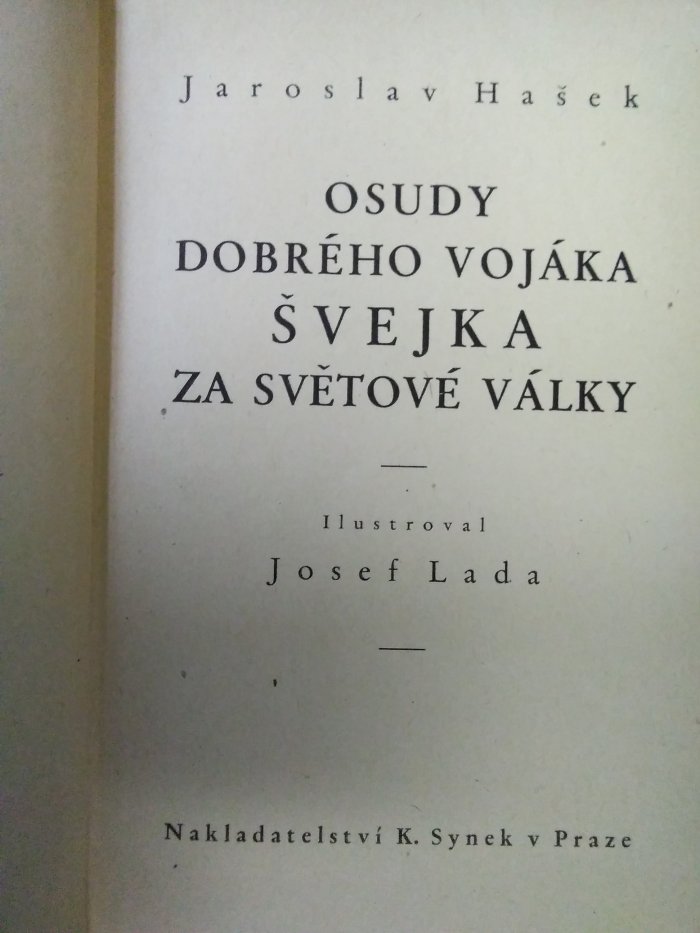 Jaroslav Hašek
OSUDY
DOBRÉHO VOJÁKA
ŠVEJKA
ZA SVĚTOVÉ VÁLKY
Ilustroval
Josef Lada
Nakladatelství K. Synek v Praze